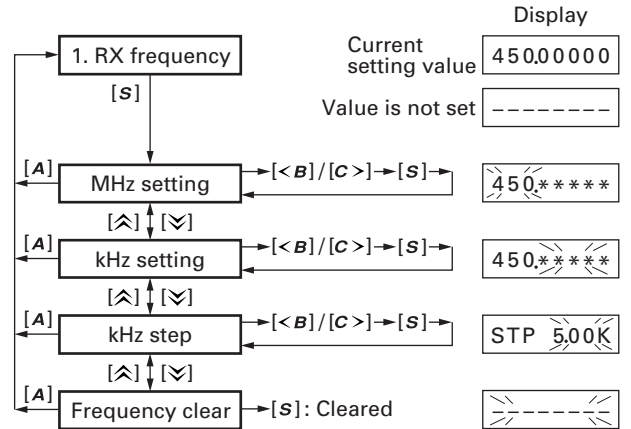 Display
1. RX frequency
Current
setting value
450.00000
[S]
Value is not set
--------
[A]
MHz setting
[<B]/[C>] [S]
450.*****
[A]
kHz setting
[<B]/[C>] [S]
450.*****
[A]
kHz step
[<B]/[C>] [S]
STP 5.00K
[A]
Frequency clear
[S]: Cleared
--------